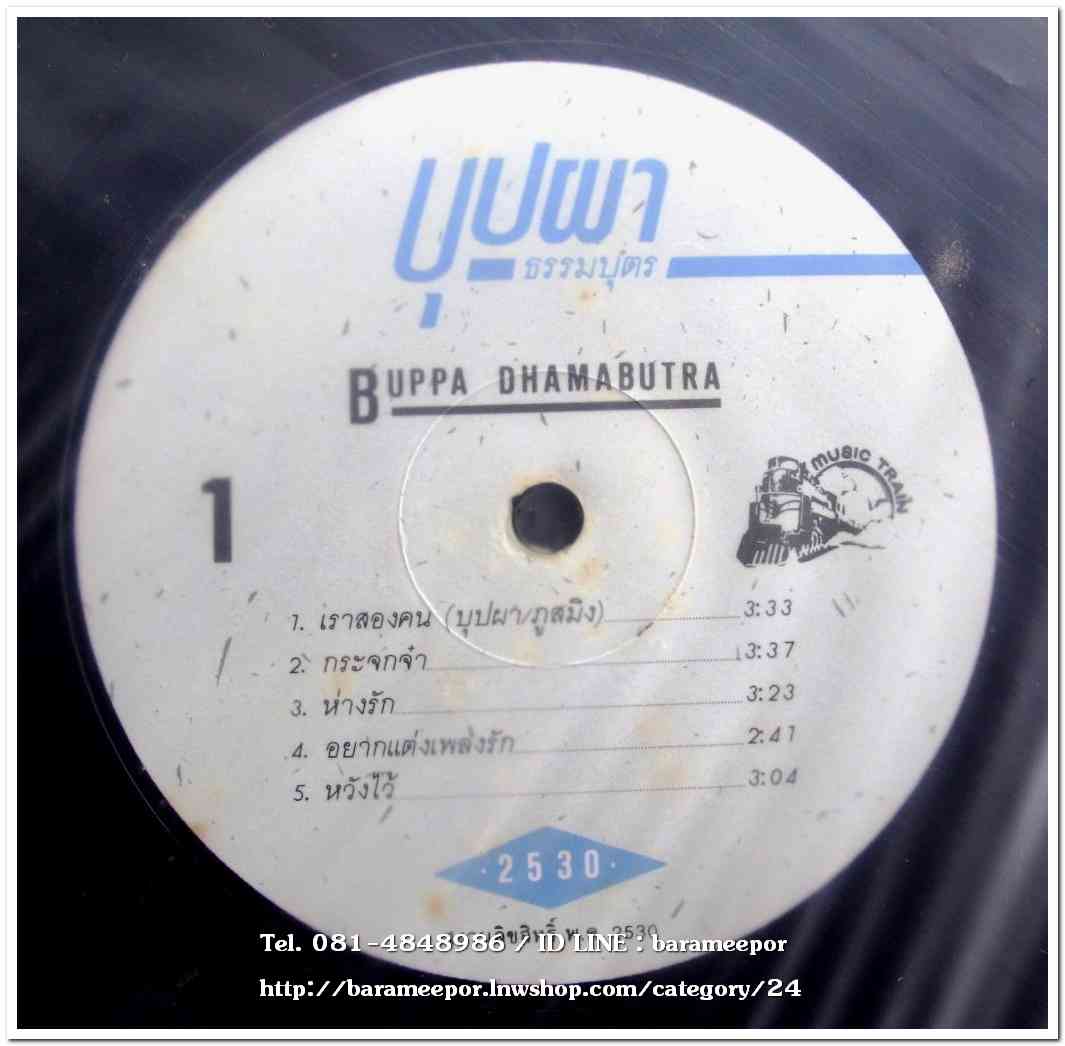 บุปผา
ธรรมบุตร
BUPPA DHAMABUTRA
MUSIC TRAIN
1
1. เราสองคน (บุปผา/ภูสมิง) 3:33
2. กระจกจ๋า 3:37
3. ห่างรัก 3:23
4. อยากแต่งเพลงรัก 2:41
5. หวังไว้ 3:04
· 2530 ·
พ.ศ. 2530
Tel. 081-4848986 / ID LINE : barameepor
http://barameepor.lnwshop.com/category/24